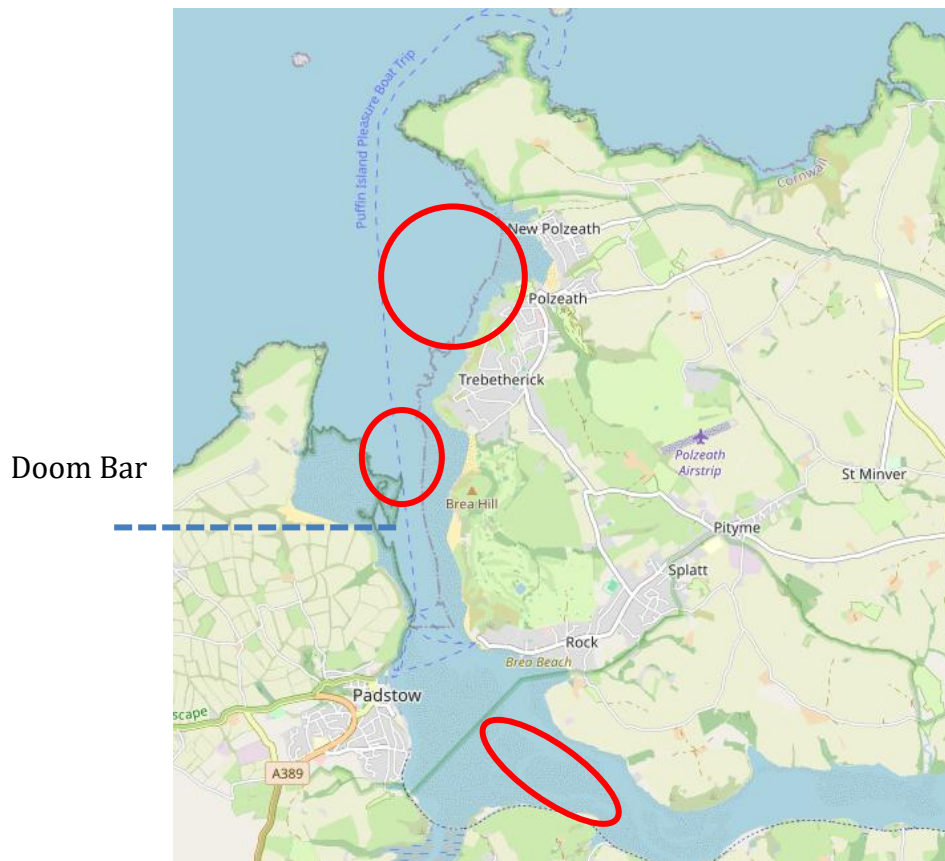 Puffin Island Pleasure Boat Trip
Cornwall
New Polzeath
Polzeath
Trebetherick
Polzeath
Airstrip
Doom Bar
St Minver
Brea Hill
Pityme
Splatt
Rock
Brea Beach
Padstow
scape
A389